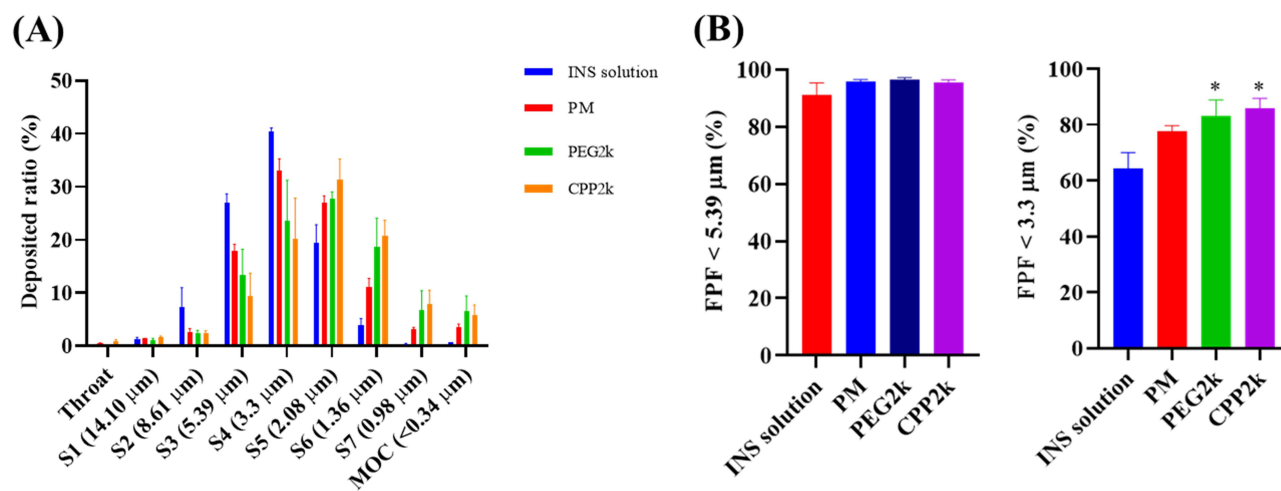 (A)
Deposited ratio (%)
50
40
30
20
10
0
Throat
S1 (14.10 μm)
S2 (8.61 μm)
S3 (5.39 μm)
S4 (3.3 μm)
S5 (2.08 μm)
S6 (1.36 μm)
S7 (0.98 μm)
MOC (<0.34 μm)
INS solution
PM
PEG2k
CPP2k
(B)
FPF < 5.39 μm (%)
100
80
60
40
20
0
INS solution
PM
PEG2k
CPP2k
FPF < 3.3 μm (%)
100
80
60
40
20
0
* *
INS solution
PM
PEG2k
CPP2k